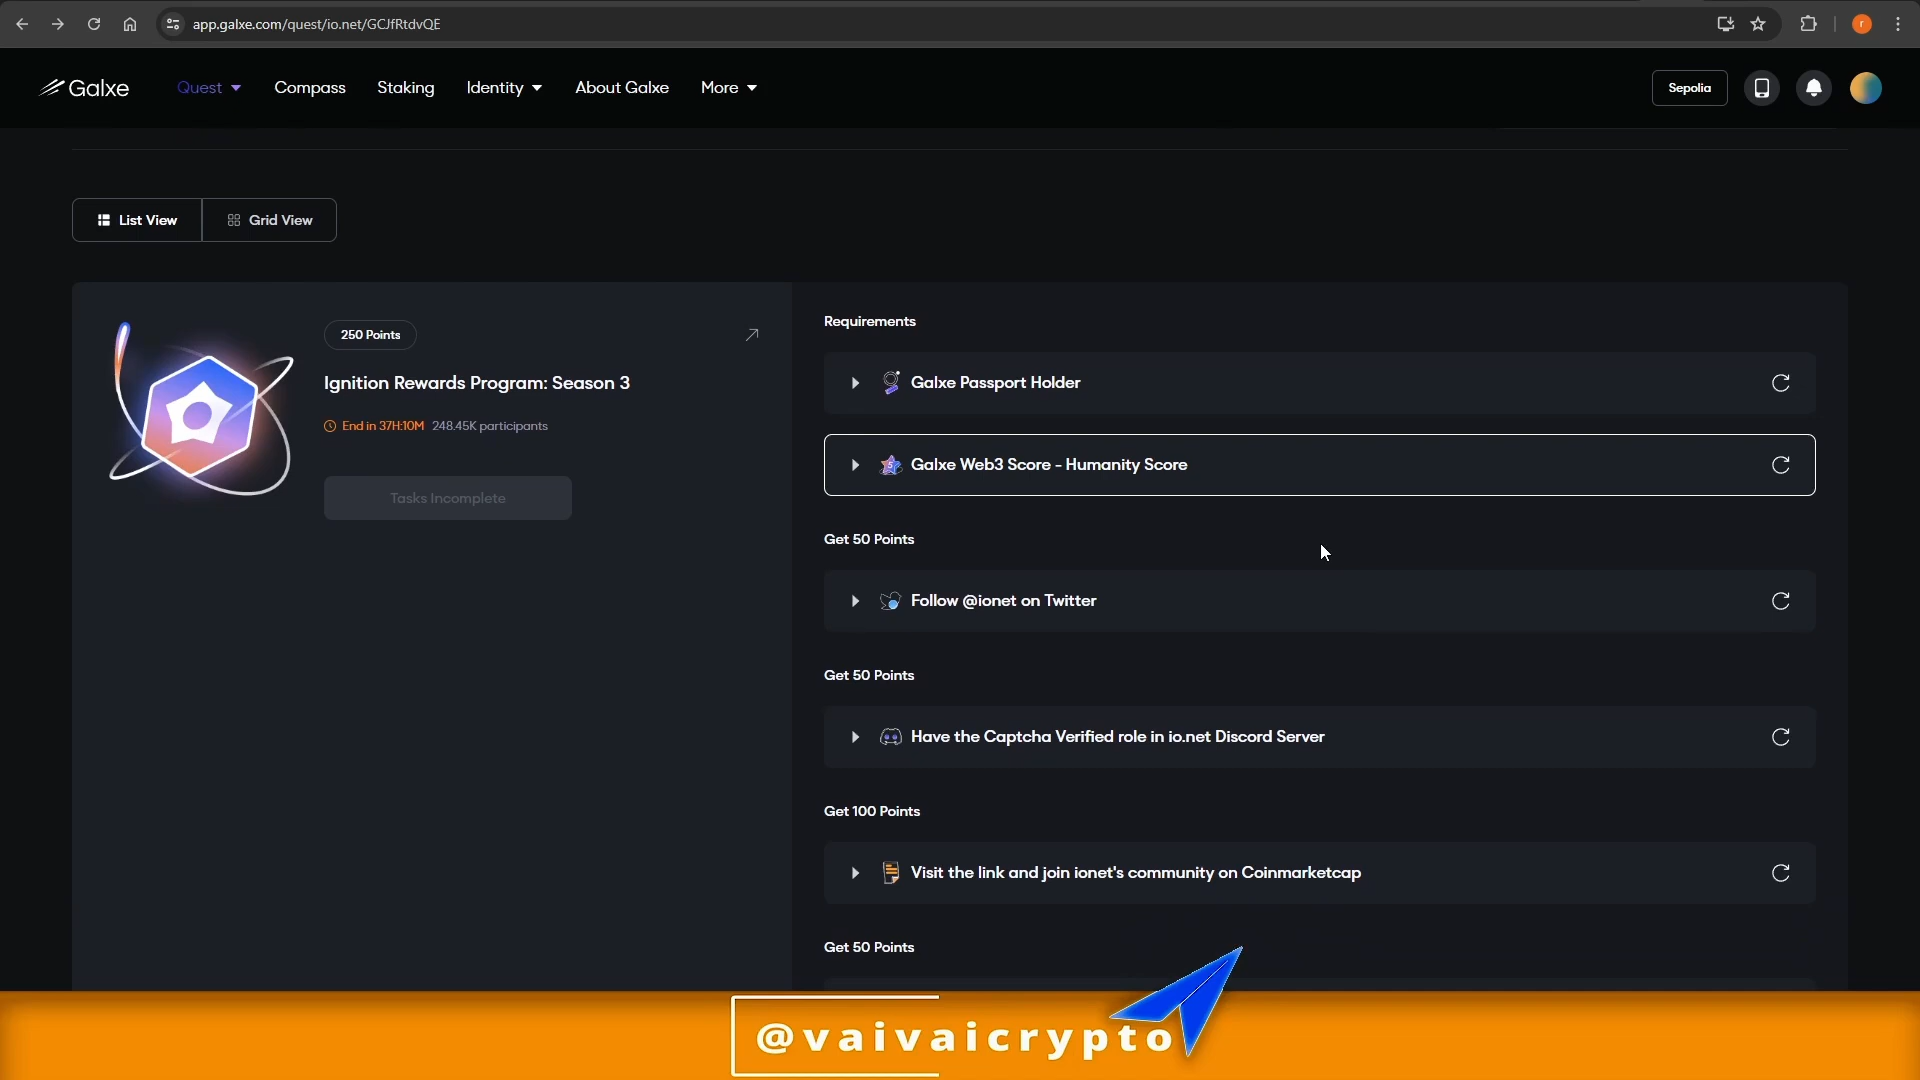 app.galxe.com/quest/io.net/GCJfRtdvQE
r
Galxe
Quest
Compass
Staking
Identity
About Galxe
More
Sepolia
List View
Grid View
250 Points
Ignition Rewards Program: Season 3
End in 37H:10M 248.45K participants
Tasks Incomplete
Requirements
Galxe Passport Holder
Galxe Web3 Score - Humanity Score
Get 50 Points
Follow @ionet on Twitter
Get 50 Points
Have the Captcha Verified role in io.net Discord Server
Get 100 Points
Visit the link and join ionet's community on Coinmarketcap
Get 50 Points
@vaivaicrypto